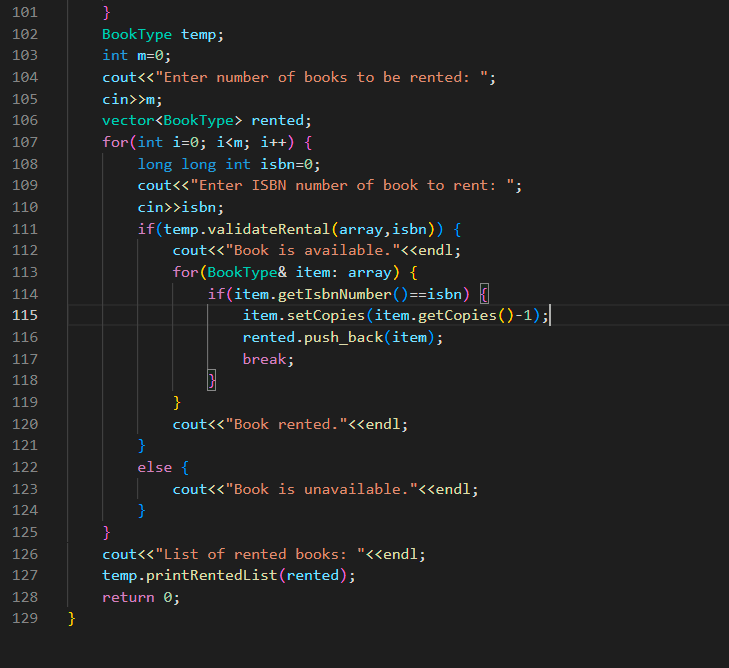 101     }
102     BookType temp;
103     int m=0;
104     cout<<"Enter number of books to be rented: ";
105     cin>>m;
106     vector<BookType> rented;
107     for(int i=0; i<m; i++) {
108         long long int isbn=0;
109         cout<<"Enter ISBN number of book to rent: ";
110         cin>>isbn;
111         if(temp.validateRental(array,isbn)) {
112             cout<<"Book is available."<<endl;
113             for(BookType& item: array) {
114                 if(item.getIsbnNumber()==isbn) {
115                     item.setCopies(item.getCopies()-1);
116                     rented.push_back(item);
117                     break;
118                 }
119             }
120             cout<<"Book rented."<<endl;
121         }
122         else {
123             cout<<"Book is unavailable."<<endl;
124         }
125     }
126     cout<<"List of rented books: "<<endl;
127     temp.printRentedList(rented);
128     return 0;
129 }